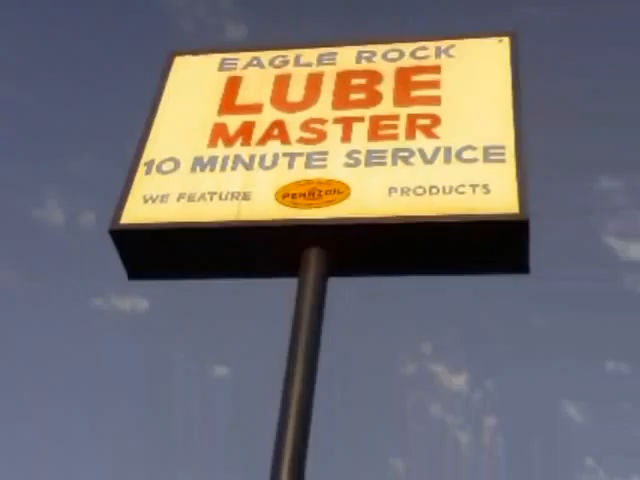 EAGLE ROCK
LUBE
MASTER
10 MINUTE SERVICE
WE FEATURE PENNZOIL PRODUCTS